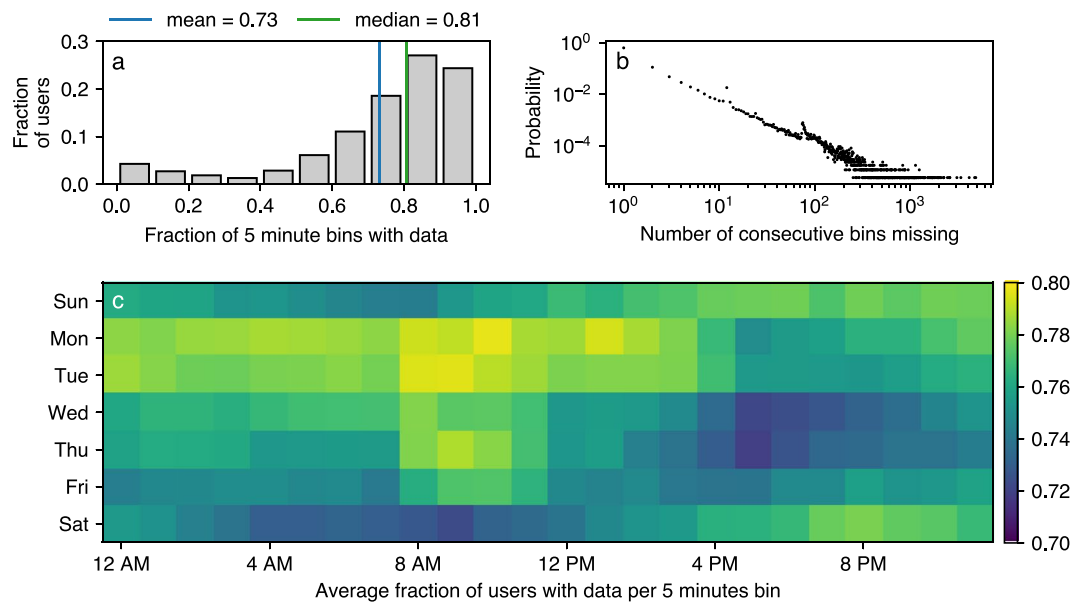 mean = 0.73 median = 0.81
a
Fraction
of users
0.3
0.2
0.1
0.0
0.0 0.2 0.4 0.6 0.8 1.0
Fraction of 5 minute bins with data
b
Probability
10⁰
10⁻²
10⁻⁴
10⁰ 10¹ 10² 10³
Number of consecutive bins missing
c
Sun
Mon
Tue
Wed
Thu
Fri
Sat
12 AM 4 AM 8 AM 12 PM 4 PM 8 PM
Average fraction of users with data per 5 minutes bin
0.80
0.78
0.76
0.74
0.72
0.70